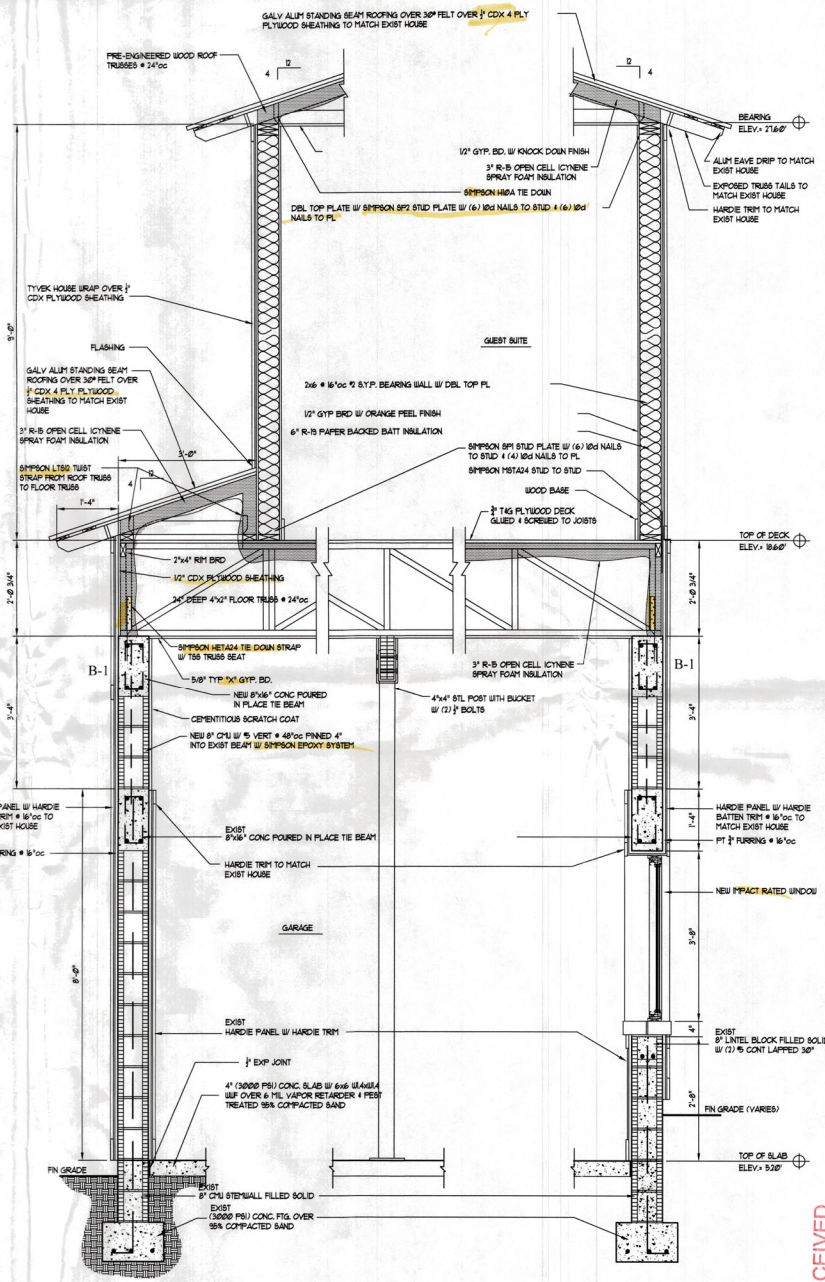 GALV ALUM STANDING SEAM ROOFING OVER 30# FELT OVER ½" CDX 4 PLY
PLYWOOD SHEATHING TO MATCH EXIST HOUSE
PRE-ENGINEERED WOOD ROOF
TRUSSES @ 24"oc
12
4
12
4
BEARING
ELEV.= 27.60'
1/2" GYP. BD. W/ KNOCK DOWN FINISH
3" R-15 OPEN CELL ICYNENE
SPRAY FOAM INSULATION
SIMPSON H10A TIE DOWN
DBL TOP PLATE W/ SIMPSON SP2 STUD PLATE W/ (6) 10d NAILS TO STUD & (6) 10d
NAILS TO PL
ALUM EAVE DRIP TO MATCH
EXIST HOUSE
EXPOSED TRUSS TAILS TO
MATCH EXIST HOUSE
HARDIE TRIM TO MATCH
EXIST HOUSE
TYVEK HOUSE WRAP OVER ½"
CDX PLYWOOD SHEATHING
9'-0"
FLASHING
GUEST SUITE
GALV ALUM STANDING SEAM
ROOFING OVER 30# FELT OVER
½" CDX 4 PLY PLYWOOD
SHEATHING TO MATCH EXIST
HOUSE
2x6 @ 16"oc #2 S.Y.P. BEARING WALL W/ DBL TOP PL
1/2" GYP BRD W/ ORANGE PEEL FINISH
6" R-19 PAPER BACKED BATT INSULATION
3" R-15 OPEN CELL ICYNENE
SPRAY FOAM INSULATION
3'-0"
SIMPSON SP1 STUD PLATE W/ (6) 10d NAILS
TO STUD & (4) 10d NAILS TO PL
SIMPSON LTS12 TWIST
STRAP FROM ROOF TRUSS
TO FLOOR TRUSS
12
4
SIMPSON MSTA24 STUD TO STUD
WOOD BASE
1'-4"
¾" T&G PLYWOOD DECK
GLUED & SCREWED TO JOISTS
TOP OF DECK
ELEV.= 18.60'
2"x4" RIM BRD
1/2" CDX PLYWOOD SHEATHING
24" DEEP 4"x2" FLOOR TRUSS @ 24"oc
2'-0 3/4"
2'-0 3/4"
SIMPSON HETA24 TIE DOWN STRAP
W/ TSS TRUSS SEAT
3" R-15 OPEN CELL ICYNENE
SPRAY FOAM INSULATION
B-1
B-1
5/8" TYP "X" GYP. BD.
NEW 8"x16" CONC POURED
IN PLACE TIE BEAM
4"x4" STL POST WITH BUCKET
W/ (2) ½" BOLTS
3'-4"
3'-4"
CEMENTITIOUS SCRATCH COAT
NEW 8" CMU W/ #5 VERT @ 48"oc PINNED 4"
INTO EXIST BEAM W/ SIMPSON EPOXY SYSTEM
PANEL W/ HARDIE
TRIM @ 16"oc TO
EXIST HOUSE
RING @ 16"oc
EXIST
8"x16" CONC POURED IN PLACE TIE BEAM
1'-4"
HARDIE PANEL W/ HARDIE
BATTEN TRIM @ 16"oc TO
MATCH EXIST HOUSE
PT ¾" FURRING @ 16"oc
HARDIE TRIM TO MATCH
EXIST HOUSE
NEW IMPACT RATED WINDOW
GARAGE
3'-8"
8'-0"
EXIST
HARDIE PANEL W/ HARDIE TRIM
4"
EXIST
8" LINTEL BLOCK FILLED SOLID
W/ (2) #5 CONT LAPPED 30"
½" EXP JOINT
4" (3000 PSI) CONC. SLAB W/ 6x6 W1.4xW1.4
WWF OVER 6 MIL VAPOR RETARDER & PEST
TREATED 95% COMPACTED SAND
2'-8"
FIN GRADE (VARIES)
TOP OF SLAB
ELEV.= 5.20'
FIN GRADE
EXIST
8" CMU STEMWALL FILLED SOLID
EXIST
(3000 PSI) CONC. FTG. OVER
95% COMPACTED SAND
CEIVED